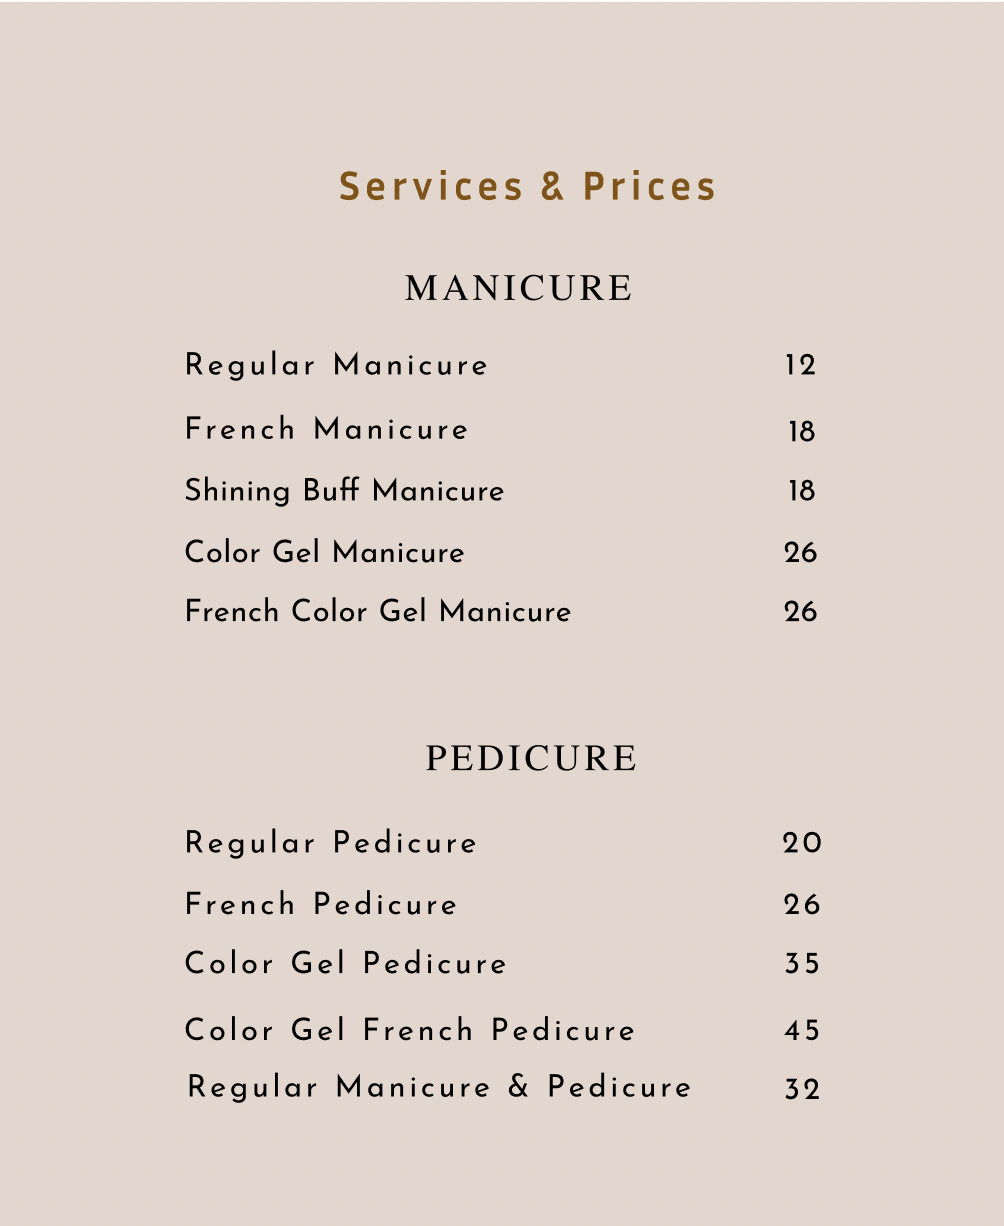 Services & Prices
MANICURE
Regular Manicure 12
French Manicure 18
Shining Buff Manicure 18
Color Gel Manicure 26
French Color Gel Manicure 26
PEDICURE
Regular Pedicure 20
French Pedicure 26
Color Gel Pedicure 35
Color Gel French Pedicure 45
Regular Manicure & Pedicure 32